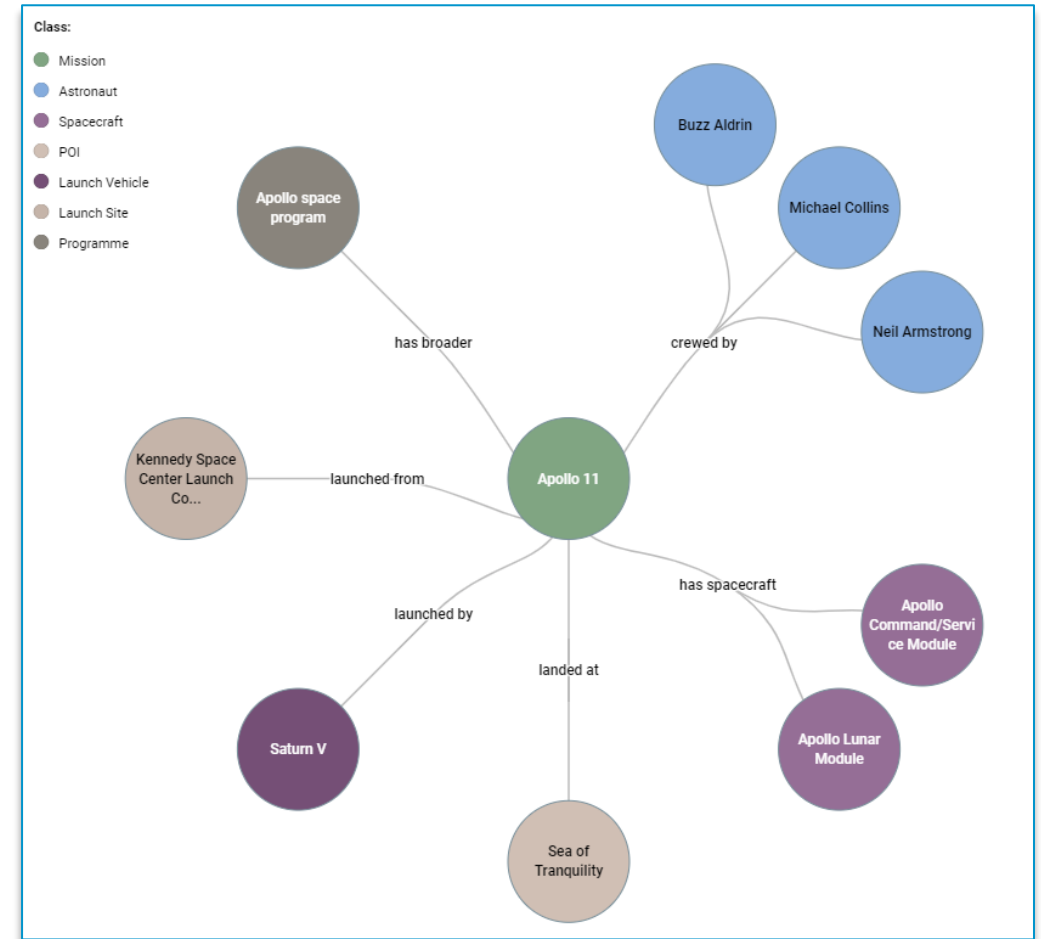 Class:
Mission
Astronaut
Spacecraft
POI
Launch Vehicle
Launch Site
Programme
Buzz Aldrin
Michael Collins
Neil Armstrong
Apollo space
program
has broader
crewed by
Kennedy Space
Center Launch
Co...
launched from
Apollo 11
has spacecraft
Apollo
Command/Servi
ce Module
launched by
landed at
Saturn V
Apollo Lunar
Module
Sea of
Tranquility